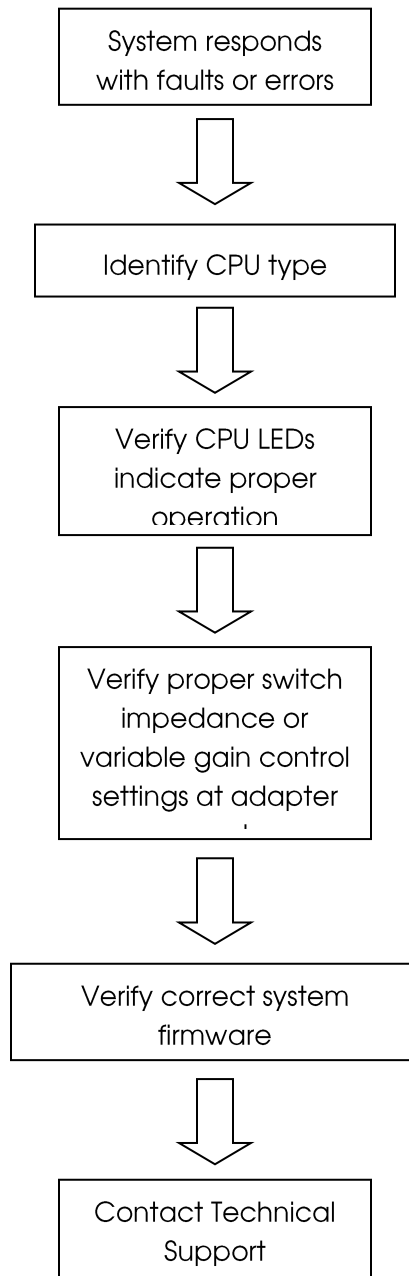 System responds
with faults or errors
Identify CPU type
Verify CPU LEDs
indicate proper
operation
Verify proper switch
impedance or
variable gain control
settings at adapter
Verify correct system
firmware
Contact Technical
Support